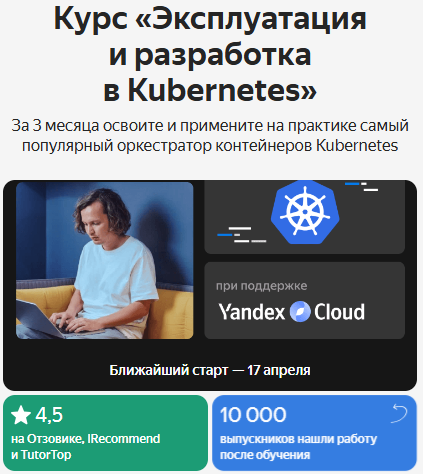 Курс «Эксплуатация
и разработка
в Kubernetes»
За 3 месяца освоите и примените на практике самый
популярный оркестратор контейнеров Kubernetes
при поддержке
Yandex Cloud
Ближайший старт — 17 апреля
4,5
на Отзовике, IRecommend
и TutorTop
10 000
выпускников нашли работу
после обучения